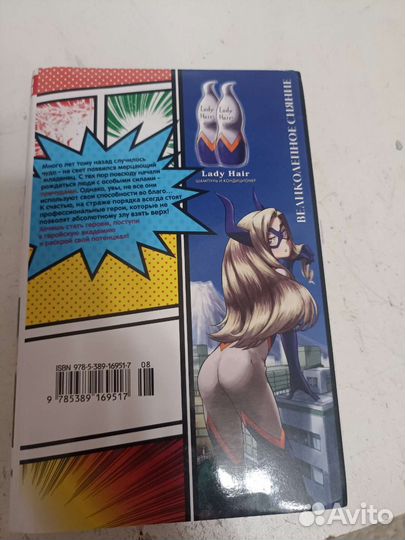 Много лет тому назад случилось
чудо – на свет появился мерцающий
младенец. С тех пор повсюду начали
рождаться люди с особыми силами –
причудами. Однако, увы, не все они
используют свои способности во благо...
К счастью, на страже порядка всегда стоят
профессиональные герои, которые не
позволят абсолютному злу взять верх!
Хочешь стать героем, поступи
в геройскую академию
и раскрой свой потенциал!
Lady
Hair
Lady
Hair
Lady Hair
ШАМПУНЬ И КОНДИЦИОНЕР
ВЕЛИКОЛЕПНОЕ СИЯНИЕ
ISBN 978-5-389-16951-7
08
9 785389 169517
Avito